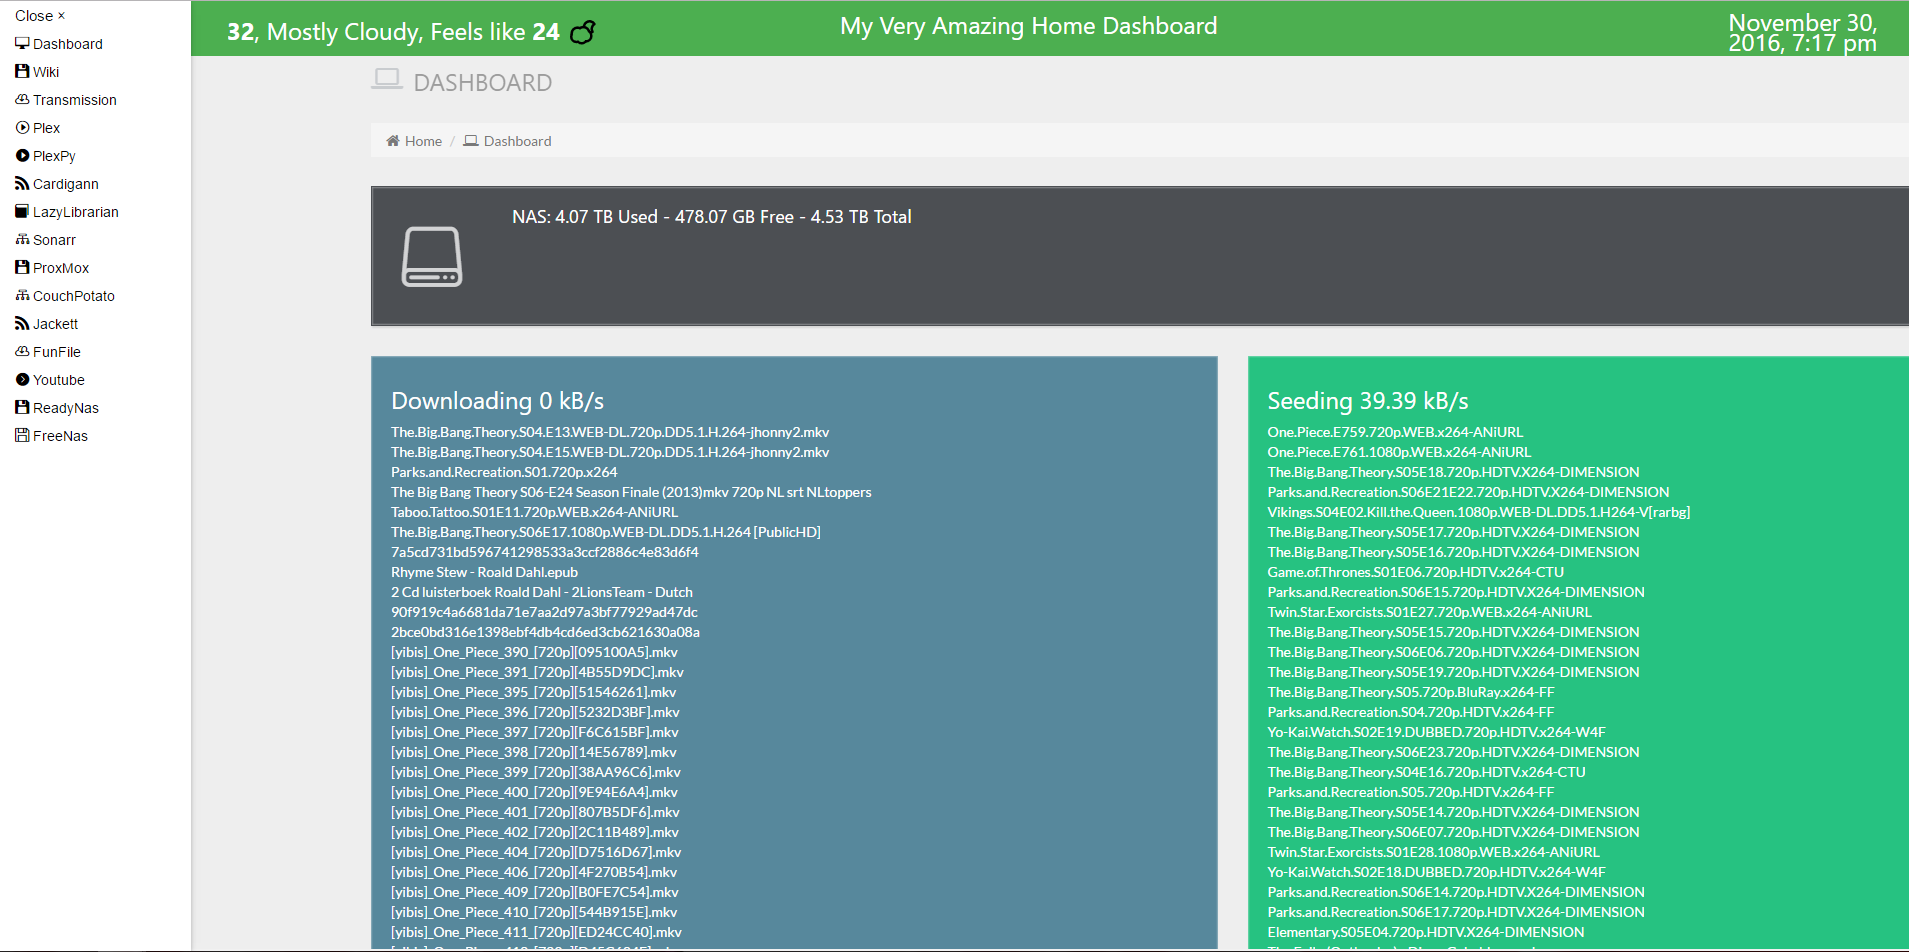 Close ×
Dashboard
Wiki
Transmission
Plex
PlexPy
Cardigann
LazyLibrarian
Sonarr
ProxMox
CouchPotato
Jackett
FunFile
Youtube
ReadyNas
FreeNas
32, Mostly Cloudy, Feels like 24
My Very Amazing Home Dashboard
November 30,
2016, 7:17 pm
DASHBOARD
Home / Dashboard
NAS: 4.07 TB Used - 478.07 GB Free - 4.53 TB Total
Downloading 0 kB/s
The.Big.Bang.Theory.S04.E13.WEB-DL.720p.DD5.1.H.264-jhonny2.mkv
The.Big.Bang.Theory.S04.E15.WEB-DL.720p.DD5.1.H.264-jhonny2.mkv
Parks.and.Recreation.S01.720p.x264
The Big Bang Theory S06-E24 Season Finale (2013)mkv 720p NL srt NLtoppers
Taboo.Tattoo.S01E11.720p.WEB.x264-ANiURL
The.Big.Bang.Theory.S06E17.1080p.WEB-DL.DD5.1.H.264 [PublicHD]
7a5cd731bd596741298533a3ccf2886c4e83d6f4
Rhyme Stew - Roald Dahl.epub
2 Cd luisterboek Roald Dahl - 2LionsTeam - Dutch
90f919c4a6681da71e7aa2d97a3bf77929ad47dc
2bce0bd316e1398ebf4db4cd6ed3cb621630a08a
[yibis]_One_Piece_390_[720p][095100A5].mkv
[yibis]_One_Piece_391_[720p][4B55D9DC].mkv
[yibis]_One_Piece_395_[720p][51546261].mkv
[yibis]_One_Piece_396_[720p][5232D3BF].mkv
[yibis]_One_Piece_397_[720p][F6C615BF].mkv
[yibis]_One_Piece_398_[720p][14E56789].mkv
[yibis]_One_Piece_399_[720p][38AA96C6].mkv
[yibis]_One_Piece_400_[720p][9E94E6A4].mkv
[yibis]_One_Piece_401_[720p][807B5DF6].mkv
[yibis]_One_Piece_402_[720p][2C11B489].mkv
[yibis]_One_Piece_404_[720p][D7516D67].mkv
[yibis]_One_Piece_406_[720p][4F270B54].mkv
[yibis]_One_Piece_409_[720p][B0FE7C54].mkv
[yibis]_One_Piece_410_[720p][544B915E].mkv
[yibis]_One_Piece_411_[720p][ED24CC40].mkv
Seeding 39.39 kB/s
One.Piece.E759.720p.WEB.x264-ANiURL
One.Piece.E761.1080p.WEB.x264-ANiURL
The.Big.Bang.Theory.S05E18.720p.HDTV.X264-DIMENSION
Parks.and.Recreation.S06E21E22.720p.HDTV.X264-DIMENSION
Vikings.S04E02.Kill.the.Queen.1080p.WEB-DL.DD5.1.H264-V[rarbg]
The.Big.Bang.Theory.S05E17.720p.HDTV.X264-DIMENSION
The.Big.Bang.Theory.S05E16.720p.HDTV.X264-DIMENSION
Game.of.Thrones.S01E06.720p.HDTV.x264-CTU
Parks.and.Recreation.S06E15.720p.HDTV.X264-DIMENSION
Twin.Star.Exorcists.S01E27.720p.WEB.x264-ANiURL
The.Big.Bang.Theory.S05E15.720p.HDTV.X264-DIMENSION
The.Big.Bang.Theory.S06E06.720p.HDTV.X264-DIMENSION
The.Big.Bang.Theory.S05E19.720p.HDTV.X264-DIMENSION
The.Big.Bang.Theory.S05.720p.BluRay.x264-FF
Parks.and.Recreation.S04.720p.HDTV.x264-FF
Yo-Kai.Watch.S02E19.DUBBED.720p.HDTV.x264-W4F
The.Big.Bang.Theory.S06E23.720p.HDTV.X264-DIMENSION
The.Big.Bang.Theory.S04E16.720p.HDTV.x264-CTU
Parks.and.Recreation.S05.720p.HDTV.x264-FF
The.Big.Bang.Theory.S05E14.720p.HDTV.X264-DIMENSION
The.Big.Bang.Theory.S06E07.720p.HDTV.X264-DIMENSION
Twin.Star.Exorcists.S01E28.1080p.WEB.x264-ANiURL
Yo-Kai.Watch.S02E18.DUBBED.720p.HDTV.x264-W4F
Parks.and.Recreation.S06E14.720p.HDTV.X264-DIMENSION
Parks.and.Recreation.S06E17.720p.HDTV.X264-DIMENSION
Elementary.S05E04.720p.HDTV.X264-DIMENSION